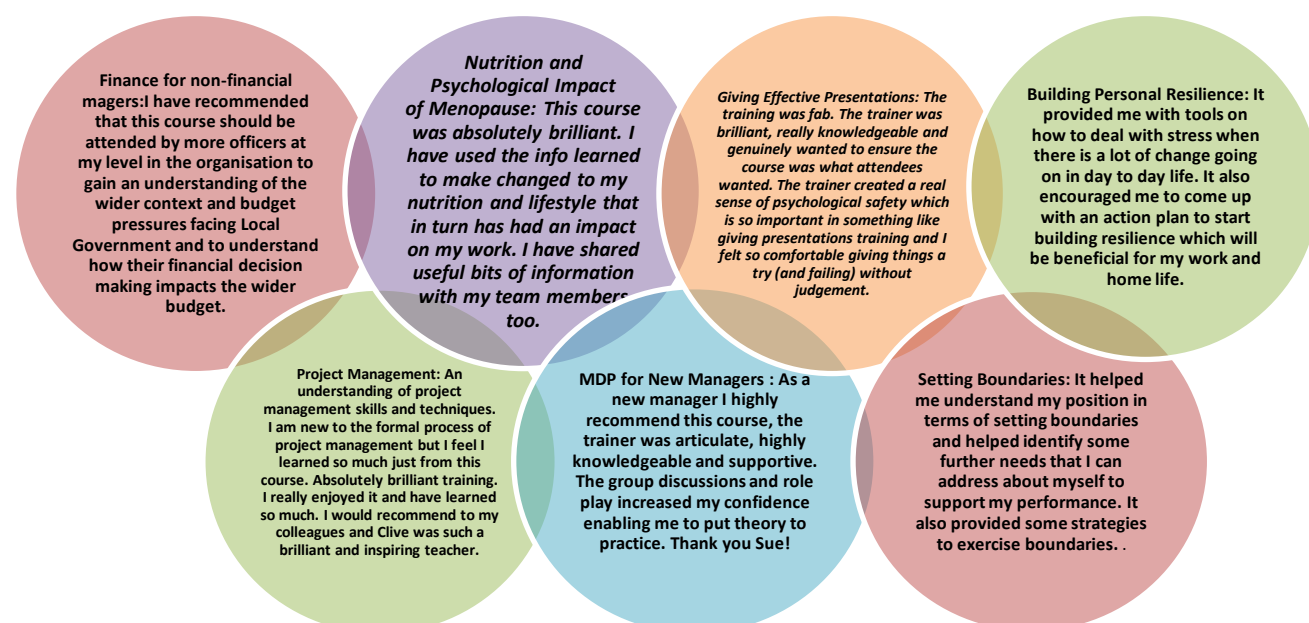 Finance for non-financial
magers:I have recommended
that this course should be
attended by more officers at
my level in the organisation to
gain an understanding of the
wider context and budget
pressures facing Local
Government and to understand
how their financial decision
making impacts the wider
budget.
Nutrition and
Psychological Impact
of Menopause: This course
was absolutely brilliant. I
have used the info learned
to make changed to my
nutrition and lifestyle that
in turn has had an impact
on my work. I have shared
useful bits of information
with my team members
too.
Giving Effective Presentations: The
training was fab. The trainer was
brilliant, really knowledgeable and
genuinely wanted to ensure the
course was what attendees
wanted. The trainer created a real
sense of psychological safety which
is so important in something like
giving presentations training and I
felt so comfortable giving things a
try (and failing) without
judgement.
Building Personal Resilience: It
provided me with tools on
how to deal with stress when
there is a lot of change going
on in day to day life. It also
encouraged me to come up
with an action plan to start
building resilience which will
be beneficial for my work and
home life.
Project Management: An
understanding of project
management skills and techniques.
I am new to the formal process of
project management but I feel I
learned so much just from this
course. Absolutely brilliant training.
I really enjoyed it and have learned
so much. I would recommend to my
colleagues and Clive was such a
brilliant and inspiring teacher.
MDP for New Managers : As a
new manager I highly
recommend this course, the
trainer was articulate, highly
knowledgeable and supportive.
The group discussions and role
play increased my confidence
enabling me to put theory to
practice. Thank you Sue!
Setting Boundaries: It helped
me understand my position in
terms of setting boundaries
and helped identify some
further needs that I can
address about myself to
support my performance. It
also provided some strategies
to exercise boundaries. .